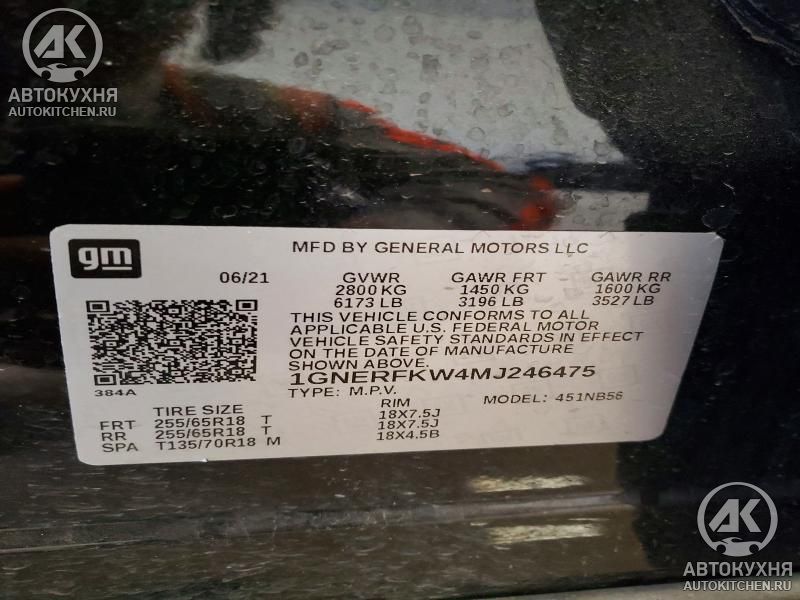 AK
АВТОКУХНЯ
AUTOKITCHEN.RU
gm
MFD BY GENERAL MOTORS LLC
06/21 GVWR GAWR FRT GAWR RR
2800 KG 1450 KG 1600 KG
6173 LB 3196 LB 3527 LB
THIS VEHICLE CONFORMS TO ALL
APPLICABLE U.S. FEDERAL MOTOR
VEHICLE SAFETY STANDARDS IN EFFECT
ON THE DATE OF MANUFACTURE
SHOWN ABOVE.
1GNERFKW4MJ246475
384A TYPE: M.P.V. MODEL: 451NB56
TIRE SIZE RIM
FRT 255/65R18 T 18X7.5J
RR 255/65R18 T 18X7.5J
SPA T135/70R18 M 18X4.5B
AK
АВТОКУХНЯ
AUTOKITCHEN.RU